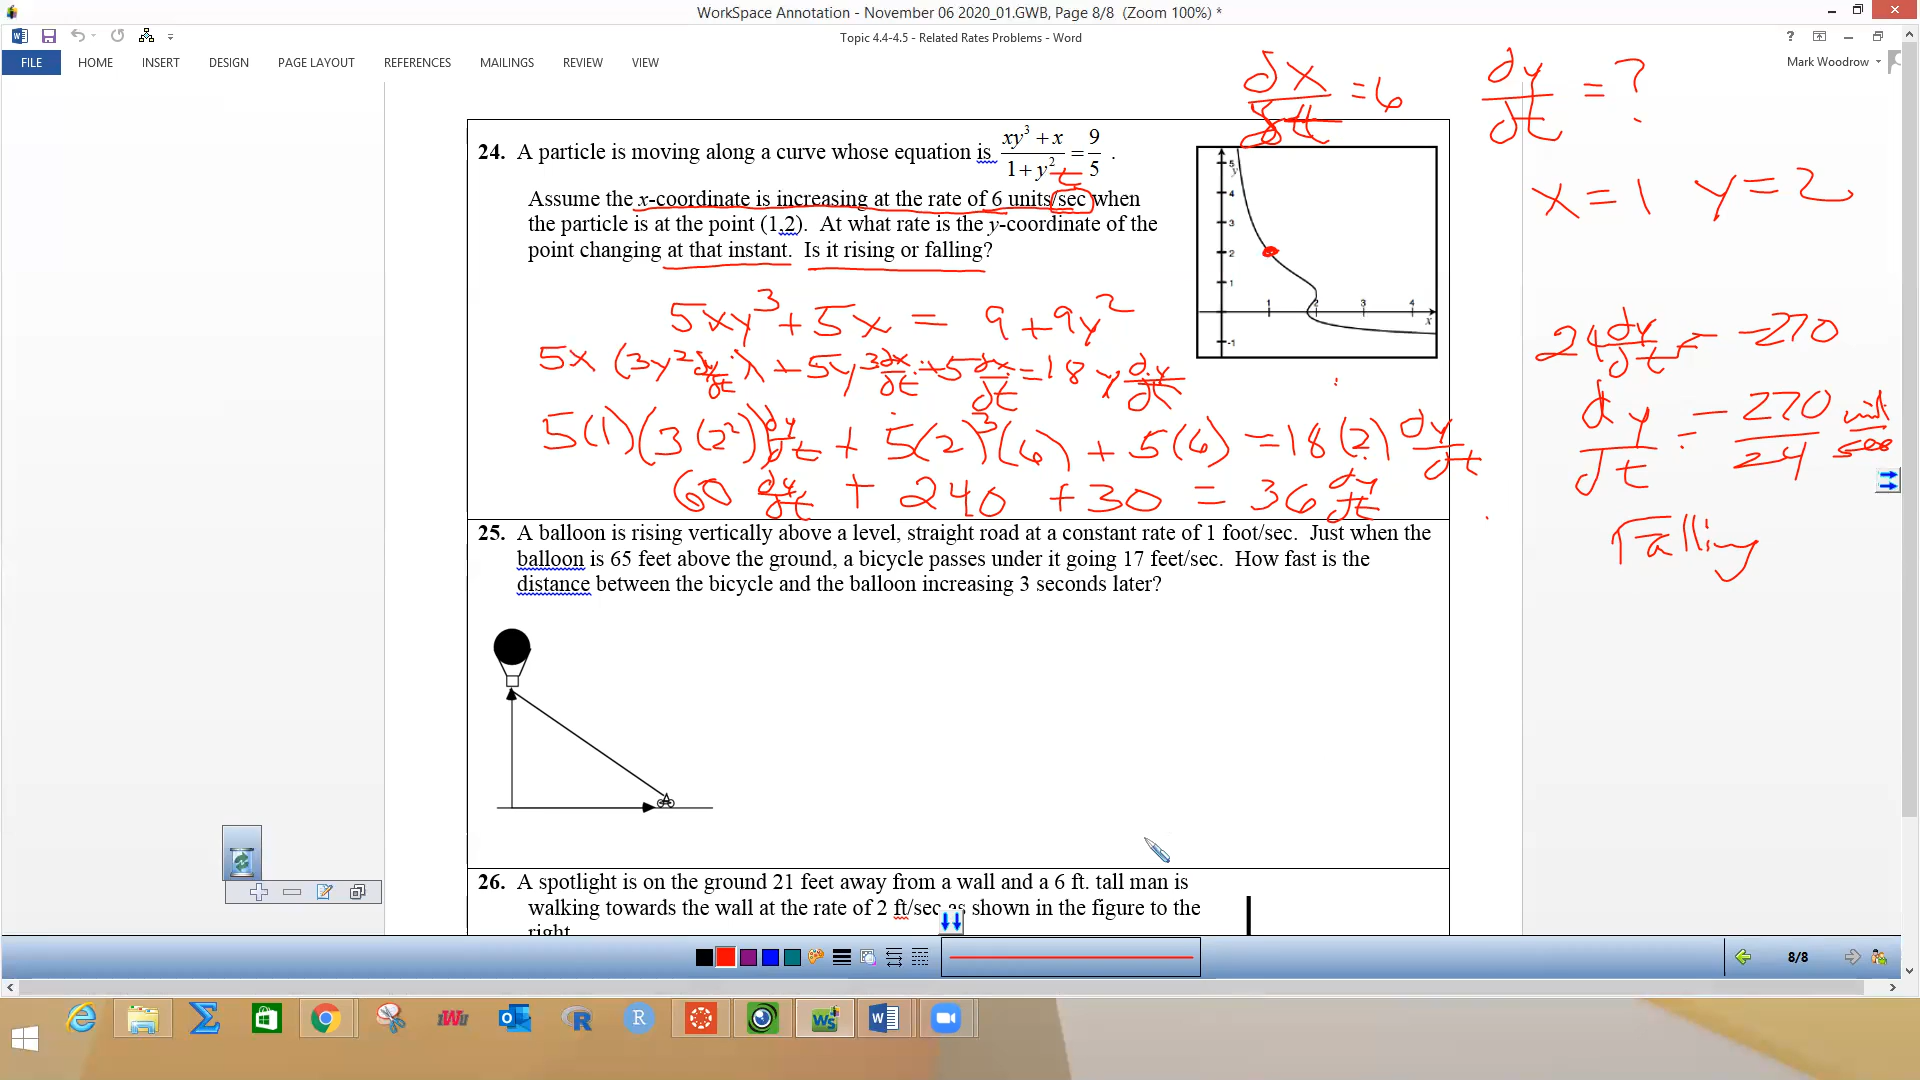 WorkSpace Annotation - November 06 2020_01.GWB, Page 8/8 (Zoom 100%) *
Topic 4.4-4.5 - Related Rates Problems - Word
FILE HOME INSERT DESIGN PAGE LAYOUT REFERENCES MAILINGS REVIEW VIEW
Mark Woodrow
dx/dt = 6 dy/dt = ?
x = 1 y = 2
24. A particle is moving along a curve whose equation is (xy³ + x)/(1 + y²) = 9/5 .
t
Assume the x-coordinate is increasing at the rate of 6 units/sec when
the particle is at the point (1,2). At what rate is the y-coordinate of the
point changing at that instant. Is it rising or falling?
5 4 3 2 1 -1
1 2 3 4
y x
5xy³ + 5x = 9 + 9y²
5x (3y² dy/dt) + 5y³ dx/dt + 5 dx/dt = 18 y dy/dt
5(1)(3(2²)) dy/dt + 5(2)³(6) + 5(6) = 18(2) dy/dt
60 dy/dt + 240 + 30 = 36 dy/dt
24 dy/dt = -270
dy/dt = -270/24 unit/sec
Falling
25. A balloon is rising vertically above a level, straight road at a constant rate of 1 foot/sec. Just when the
balloon is 65 feet above the ground, a bicycle passes under it going 17 feet/sec. How fast is the
distance between the bicycle and the balloon increasing 3 seconds later?
26. A spotlight is on the ground 21 feet away from a wall and a 6 ft. tall man is
walking towards the wall at the rate of 2 ft/sec as shown in the figure to the
right.
8/8